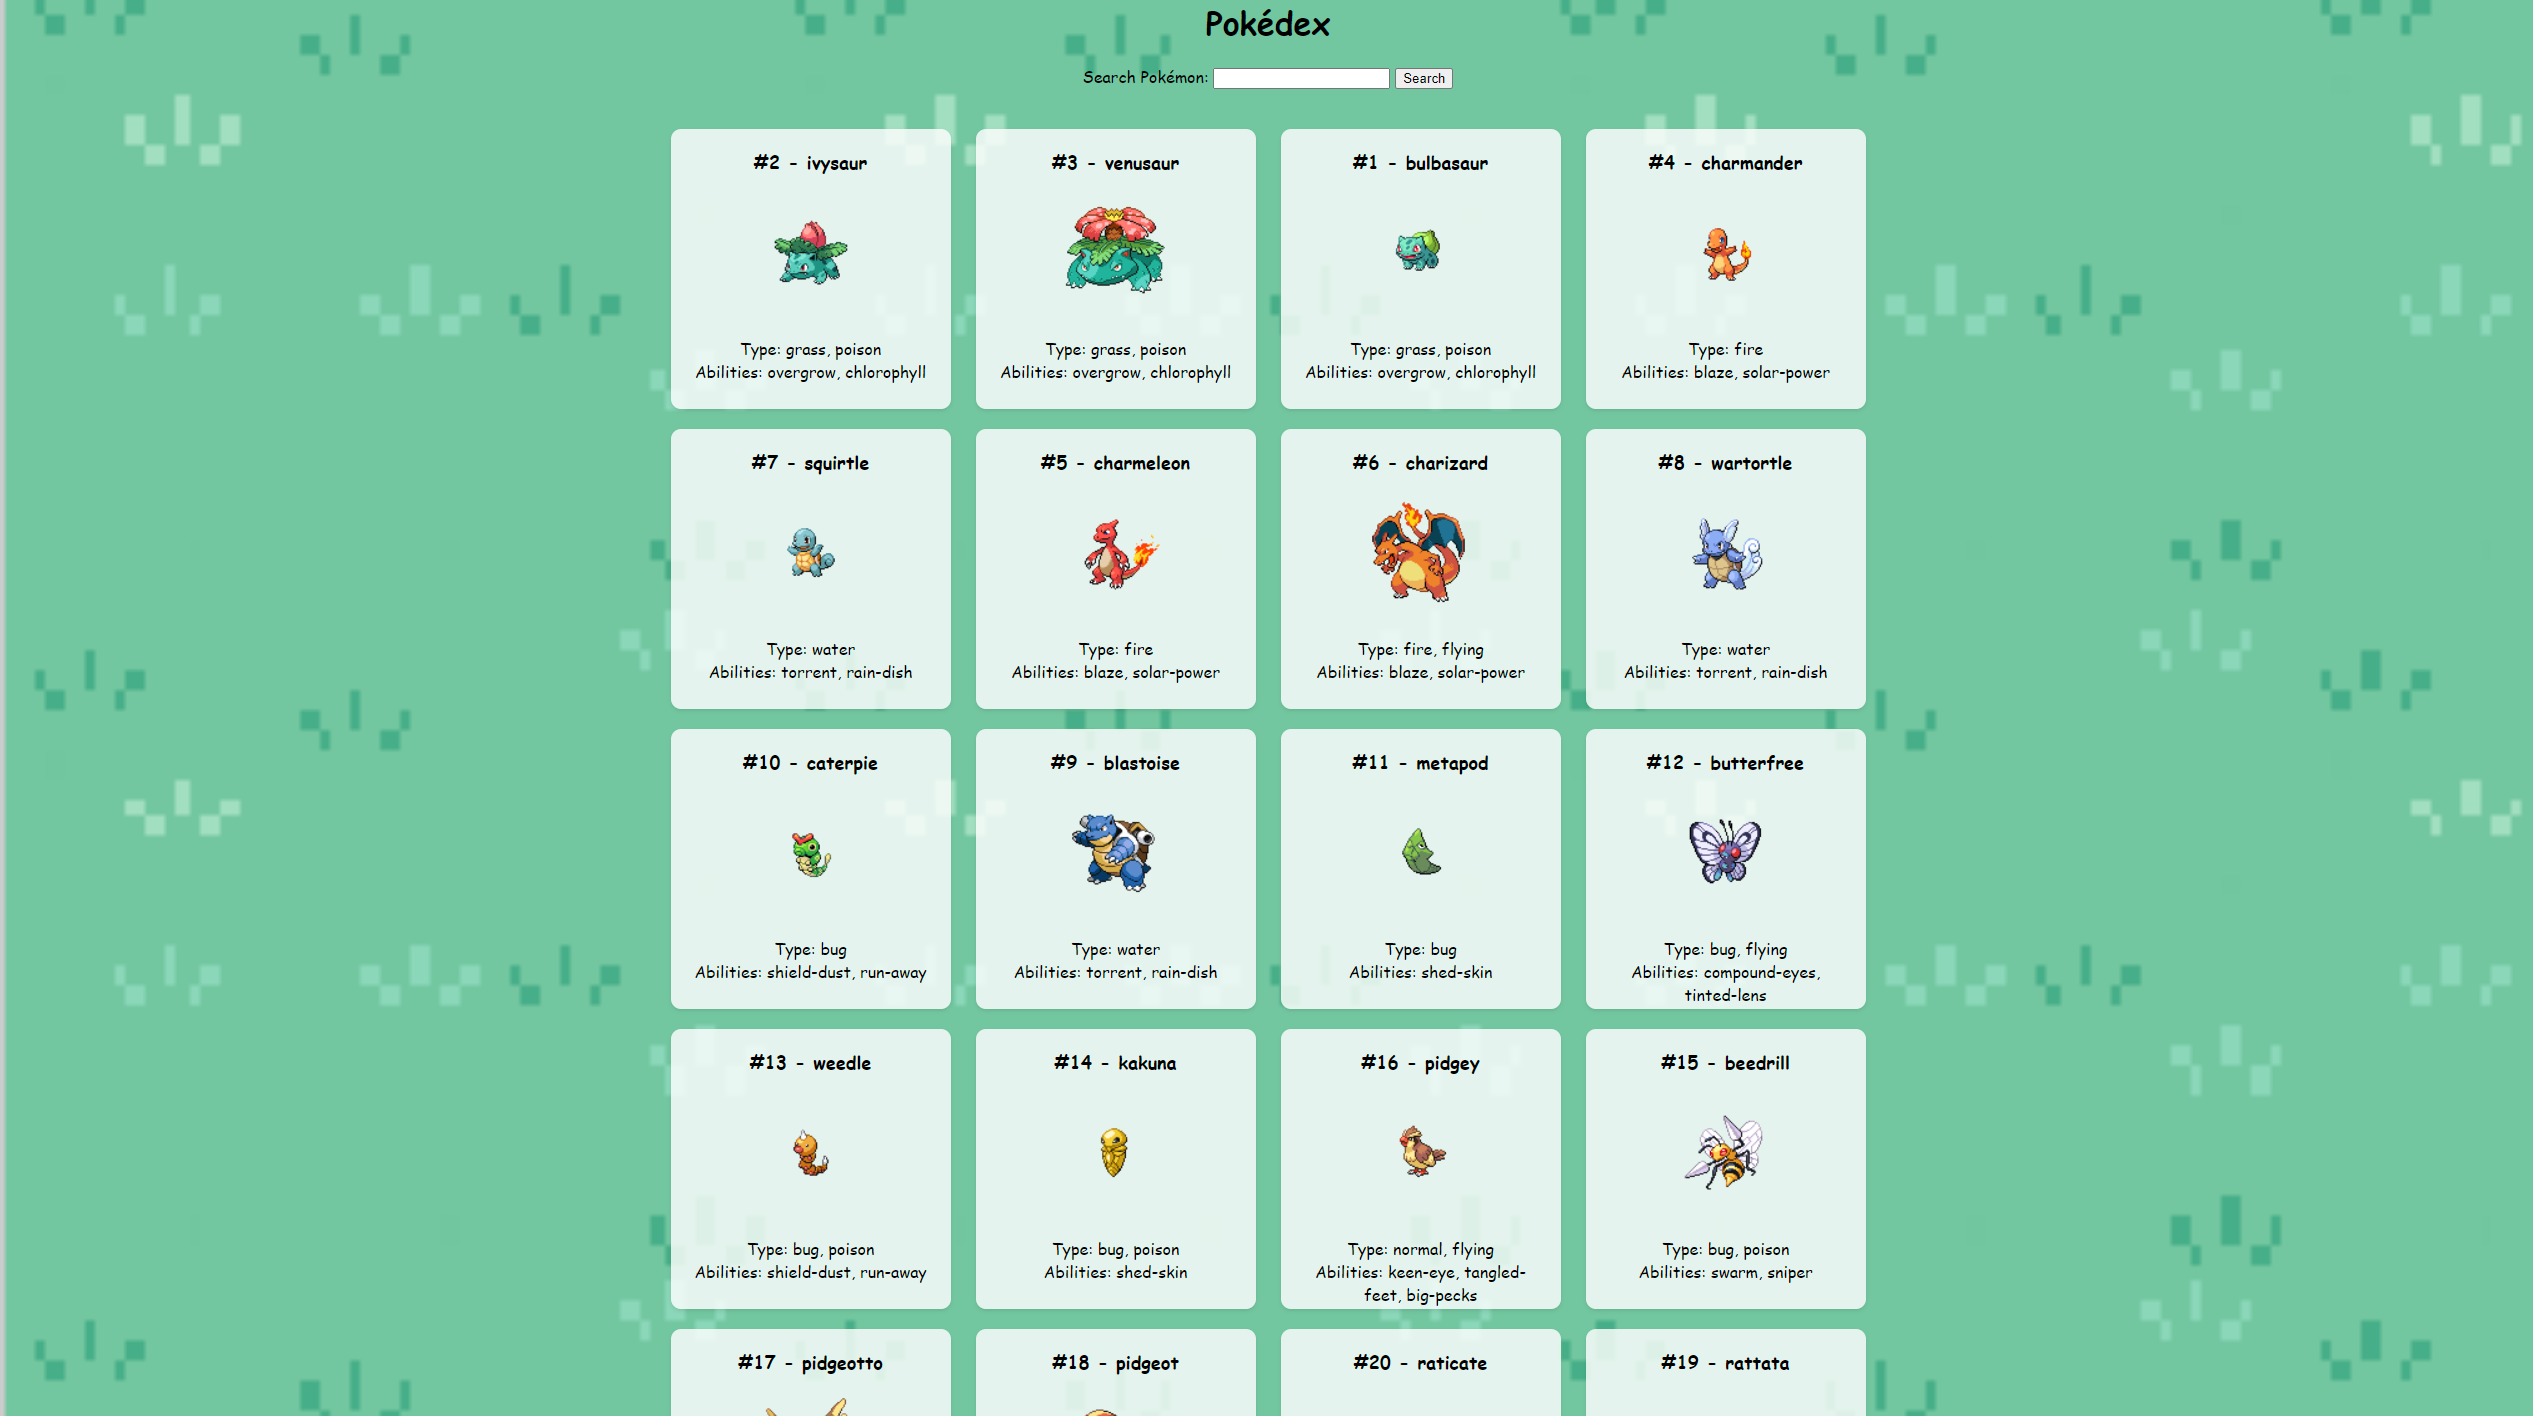 Pokédex
Search Pokémon: Search
#2 - ivysaur
Type: grass, poison
Abilities: overgrow, chlorophyll
#3 - venusaur
Type: grass, poison
Abilities: overgrow, chlorophyll
#1 - bulbasaur
Type: grass, poison
Abilities: overgrow, chlorophyll
#4 - charmander
Type: fire
Abilities: blaze, solar-power
#7 - squirtle
Type: water
Abilities: torrent, rain-dish
#5 - charmeleon
Type: fire
Abilities: blaze, solar-power
#6 - charizard
Type: fire, flying
Abilities: blaze, solar-power
#8 - wartortle
Type: water
Abilities: torrent, rain-dish
#10 - caterpie
Type: bug
Abilities: shield-dust, run-away
#9 - blastoise
Type: water
Abilities: torrent, rain-dish
#11 - metapod
Type: bug
Abilities: shed-skin
#12 - butterfree
Type: bug, flying
Abilities: compound-eyes,
tinted-lens
#13 - weedle
Type: bug, poison
Abilities: shield-dust, run-away
#14 - kakuna
Type: bug, poison
Abilities: shed-skin
#16 - pidgey
Type: normal, flying
Abilities: keen-eye, tangled-
feet, big-pecks
#15 - beedrill
Type: bug, poison
Abilities: swarm, sniper
#17 - pidgeotto
#18 - pidgeot
#20 - raticate
#19 - rattata